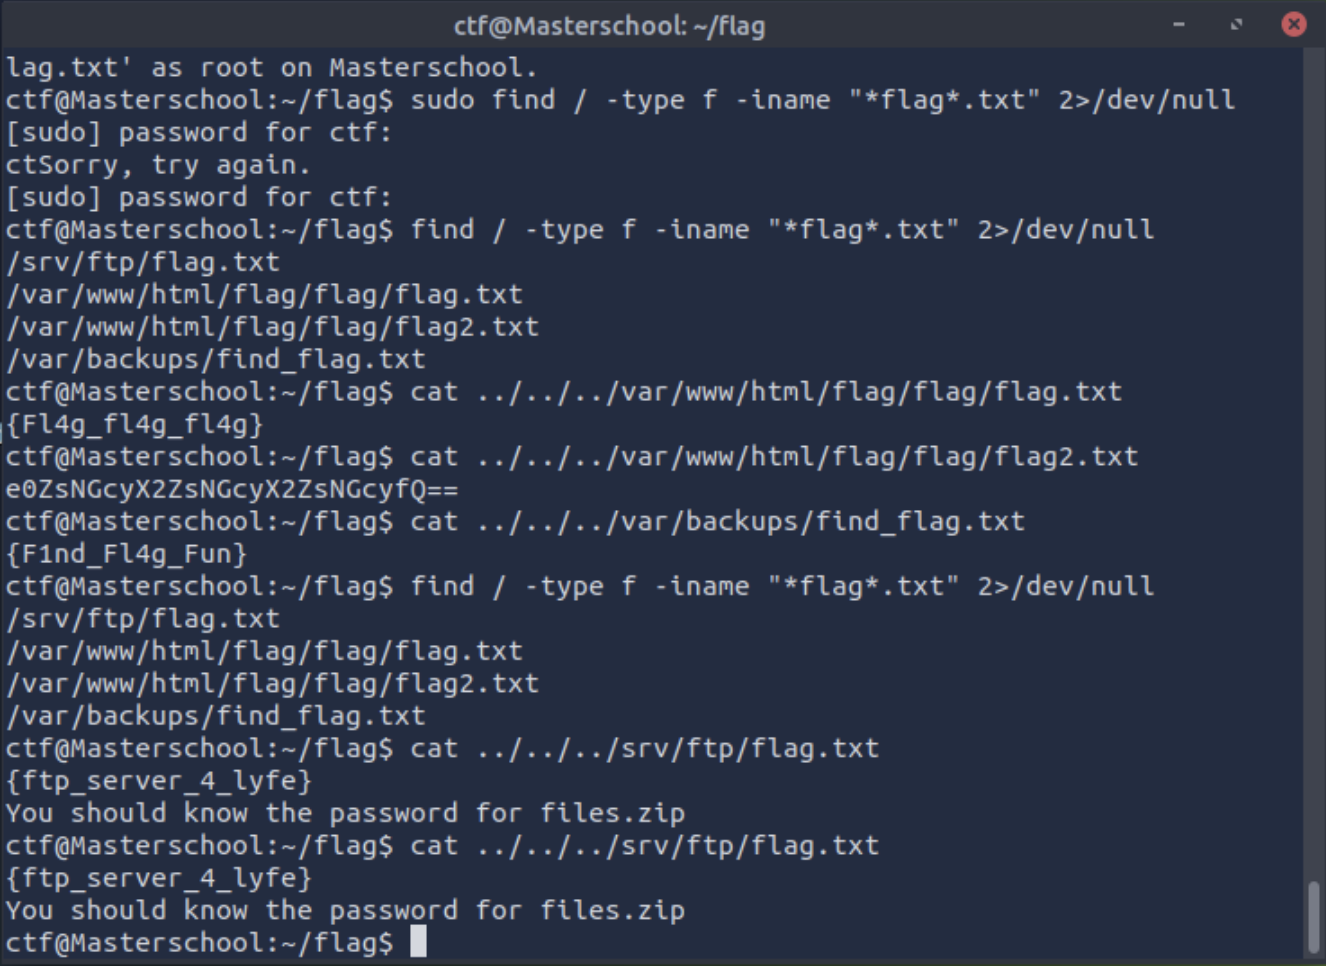 ctf@Masterschool: ~/flag
lag.txt' as root on Masterschool.
ctf@Masterschool:~/flag$ sudo find / -type f -iname "*flag*.txt" 2>/dev/null
[sudo] password for ctf:
ctSorry, try again.
[sudo] password for ctf:
ctf@Masterschool:~/flag$ find / -type f -iname "*flag*.txt" 2>/dev/null
/srv/ftp/flag.txt
/var/www/html/flag/flag/flag.txt
/var/www/html/flag/flag/flag2.txt
/var/backups/find_flag.txt
ctf@Masterschool:~/flag$ cat ../../../var/www/html/flag/flag/flag.txt
{Fl4g_fl4g_fl4g}
ctf@Masterschool:~/flag$ cat ../../../var/www/html/flag/flag/flag2.txt
e0ZsNGcyX2ZsNGcyX2ZsNGcyfQ==
ctf@Masterschool:~/flag$ cat ../../../var/backups/find_flag.txt
{F1nd_Fl4g_Fun}
ctf@Masterschool:~/flag$ find / -type f -iname "*flag*.txt" 2>/dev/null
/srv/ftp/flag.txt
/var/www/html/flag/flag/flag.txt
/var/www/html/flag/flag/flag2.txt
/var/backups/find_flag.txt
ctf@Masterschool:~/flag$ cat ../../../srv/ftp/flag.txt
{ftp_server_4_lyfe}
You should know the password for files.zip
ctf@Masterschool:~/flag$ cat ../../../srv/ftp/flag.txt
{ftp_server_4_lyfe}
You should know the password for files.zip
ctf@Masterschool:~/flag$